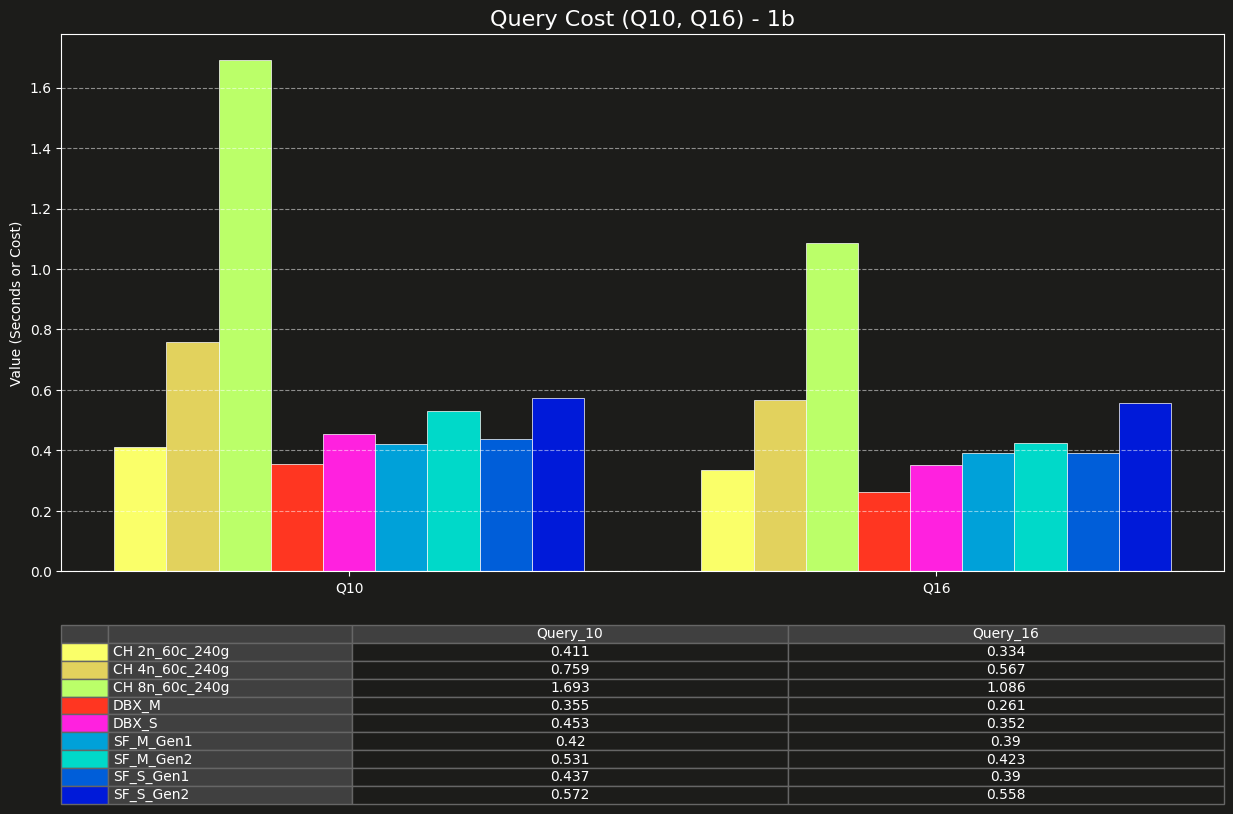 Query Cost (Q10, Q16) - 1b
Value (Seconds or Cost)
1.6
1.4
1.2
1.0
0.8
0.6
0.4
0.2
0.0
Q10 Q16
Query_10 Query_16
CH 2n_60c_240g 0.411 0.334
CH 4n_60c_240g 0.759 0.567
CH 8n_60c_240g 1.693 1.086
DBX_M 0.355 0.261
DBX_S 0.453 0.352
SF_M_Gen1 0.42 0.39
SF_M_Gen2 0.531 0.423
SF_S_Gen1 0.437 0.39
SF_S_Gen2 0.572 0.558